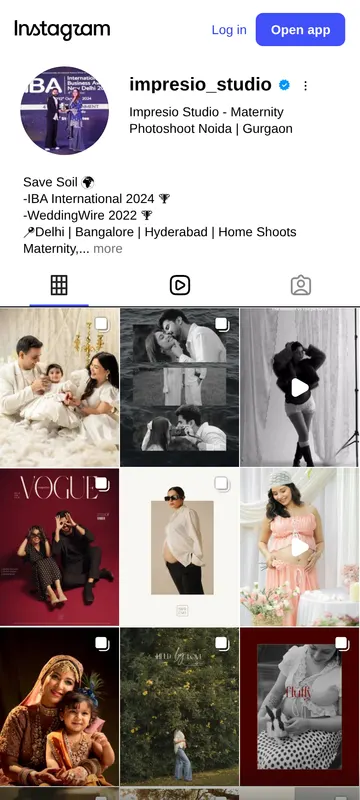 Instagram
Log in
Open app
impresio_studio
Impresio Studio - Maternity
Photoshoot Noida | Gurgaon
Save Soil 🌍
-IBA International 2024 🏆
-WeddingWire 2022 🏆
📍Delhi | Bangalore | Hyderabad | Home Shoots
Maternity,... more
VOGUE